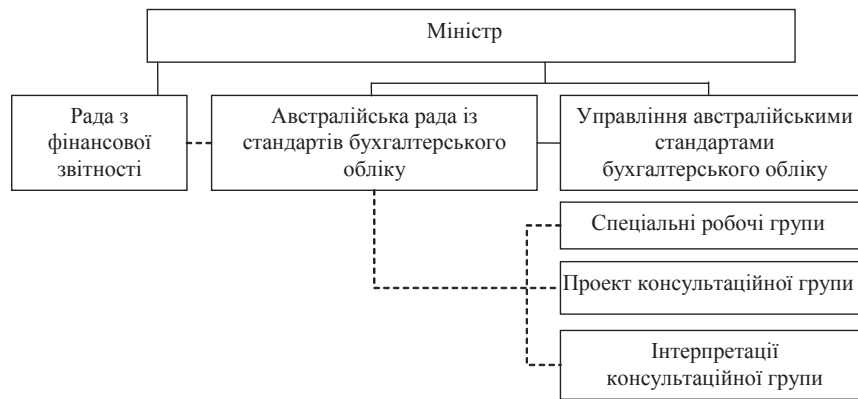 Міністр
Рада з
фінансової
звітності
Австралійська рада із
стандартів бухгалтерського
обліку
Управління австралійськими
стандартами
бухгалтерського обліку
Спеціальні робочі групи
Проект консультаційної групи
Інтерпретації
консультаційної групи